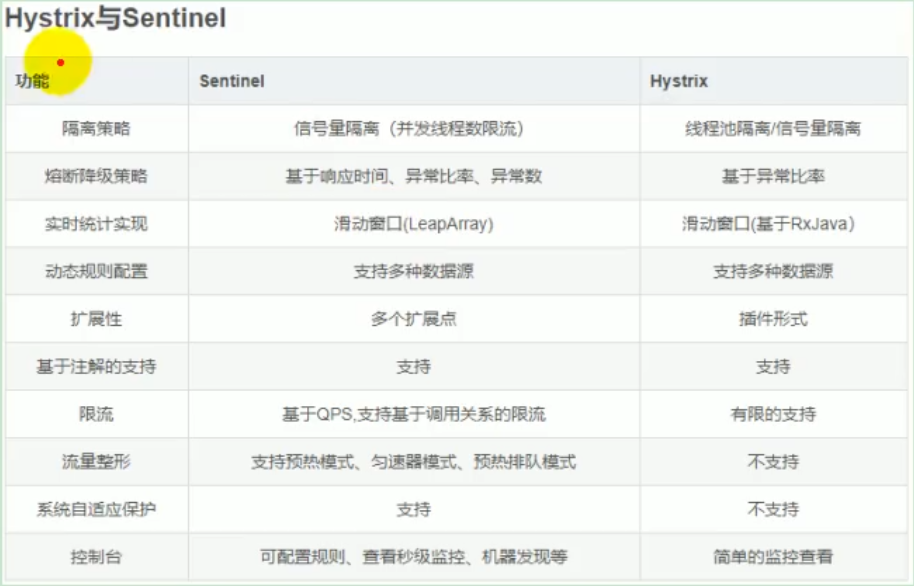 Hystrix与Sentinel
功能 Sentinel Hystrix
隔离策略 信号量隔离（并发线程数限流） 线程池隔离/信号量隔离
熔断降级策略 基于响应时间、异常比率、异常数 基于异常比率
实时统计实现 滑动窗口(LeapArray) 滑动窗口(基于RxJava）
动态规则配置 支持多种数据源 支持多种数据源
扩展性 多个扩展点 插件形式
基于注解的支持 支持 支持
限流 基于QPS,支持基于调用关系的限流 有限的支持
流量整形 支持预热模式、匀速器模式、预热排队模式 不支持
系统自适应保护 支持 不支持
控制台 可配置规则、查看秒级监控、机器发现等 简单的监控查看